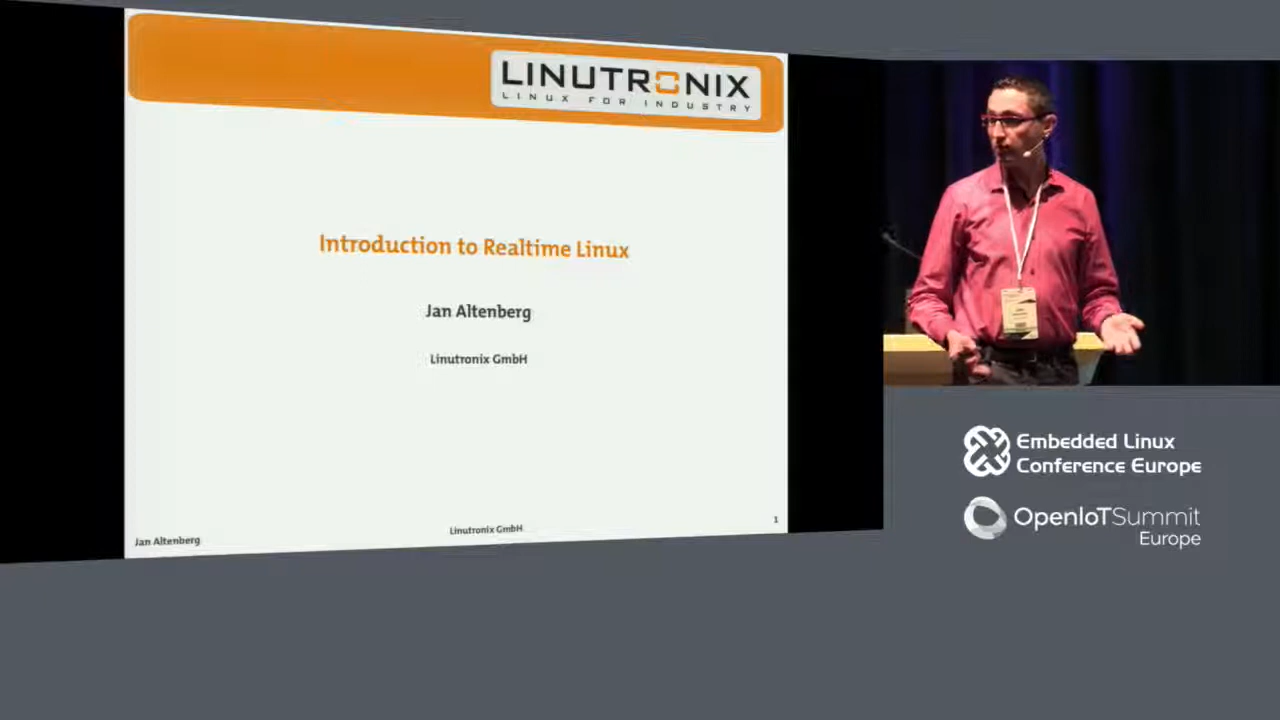 LINUTRONIX
LINUX FOR INDUSTRY
Introduction to Realtime Linux
Jan Altenberg
Linutronix GmbH
Jan Altenberg
Linutronix GmbH
1
Embedded Linux
Conference Europe
OpenIoTSummit
Europe